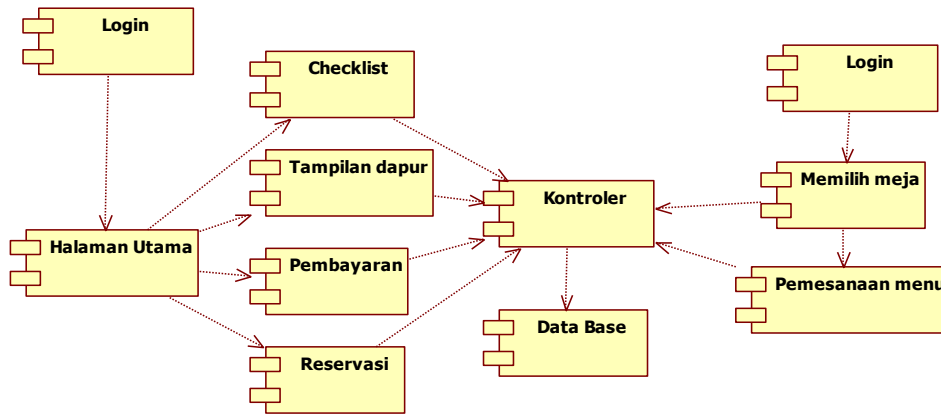 Login
Checklist
Login
Tampilan dapur
Memilih meja
Kontroler
Halaman Utama
Pembayaran
Pemesanaan menu
Data Base
Reservasi